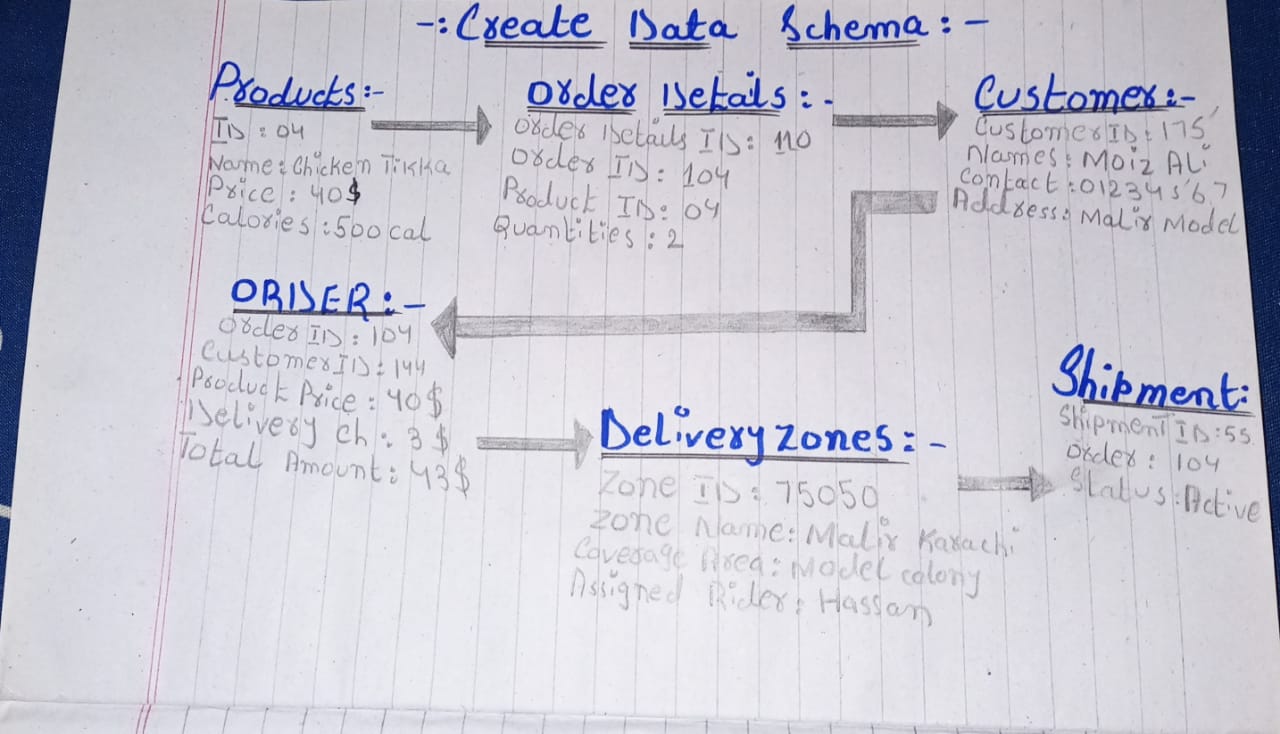 -: Create Data Schema :-
Products :-
ID : 04
Name : Chicken Tikka
Price : 40$
Calories : 500 cal
Order Details : -
Order Details ID : 110
Order ID : 104
Product ID : 04
Quantities : 2
Customer :-
Customer ID : 175
Names : Moiz Ali
Contact : 01234567
Address : Malir Model
ORDER :-
Order ID : 104
Customer ID : 144
Product Price : 40$
Delivery Ch : 3$
Total Amount : 43$
Delivery zones : -
Zone ID : 75050
Zone Name : Malir Karachi
Coverage Area : Model colony
Assigned Rider : Hassan
Shipment :
Shipment ID : 55
Order : 104
Status : Active